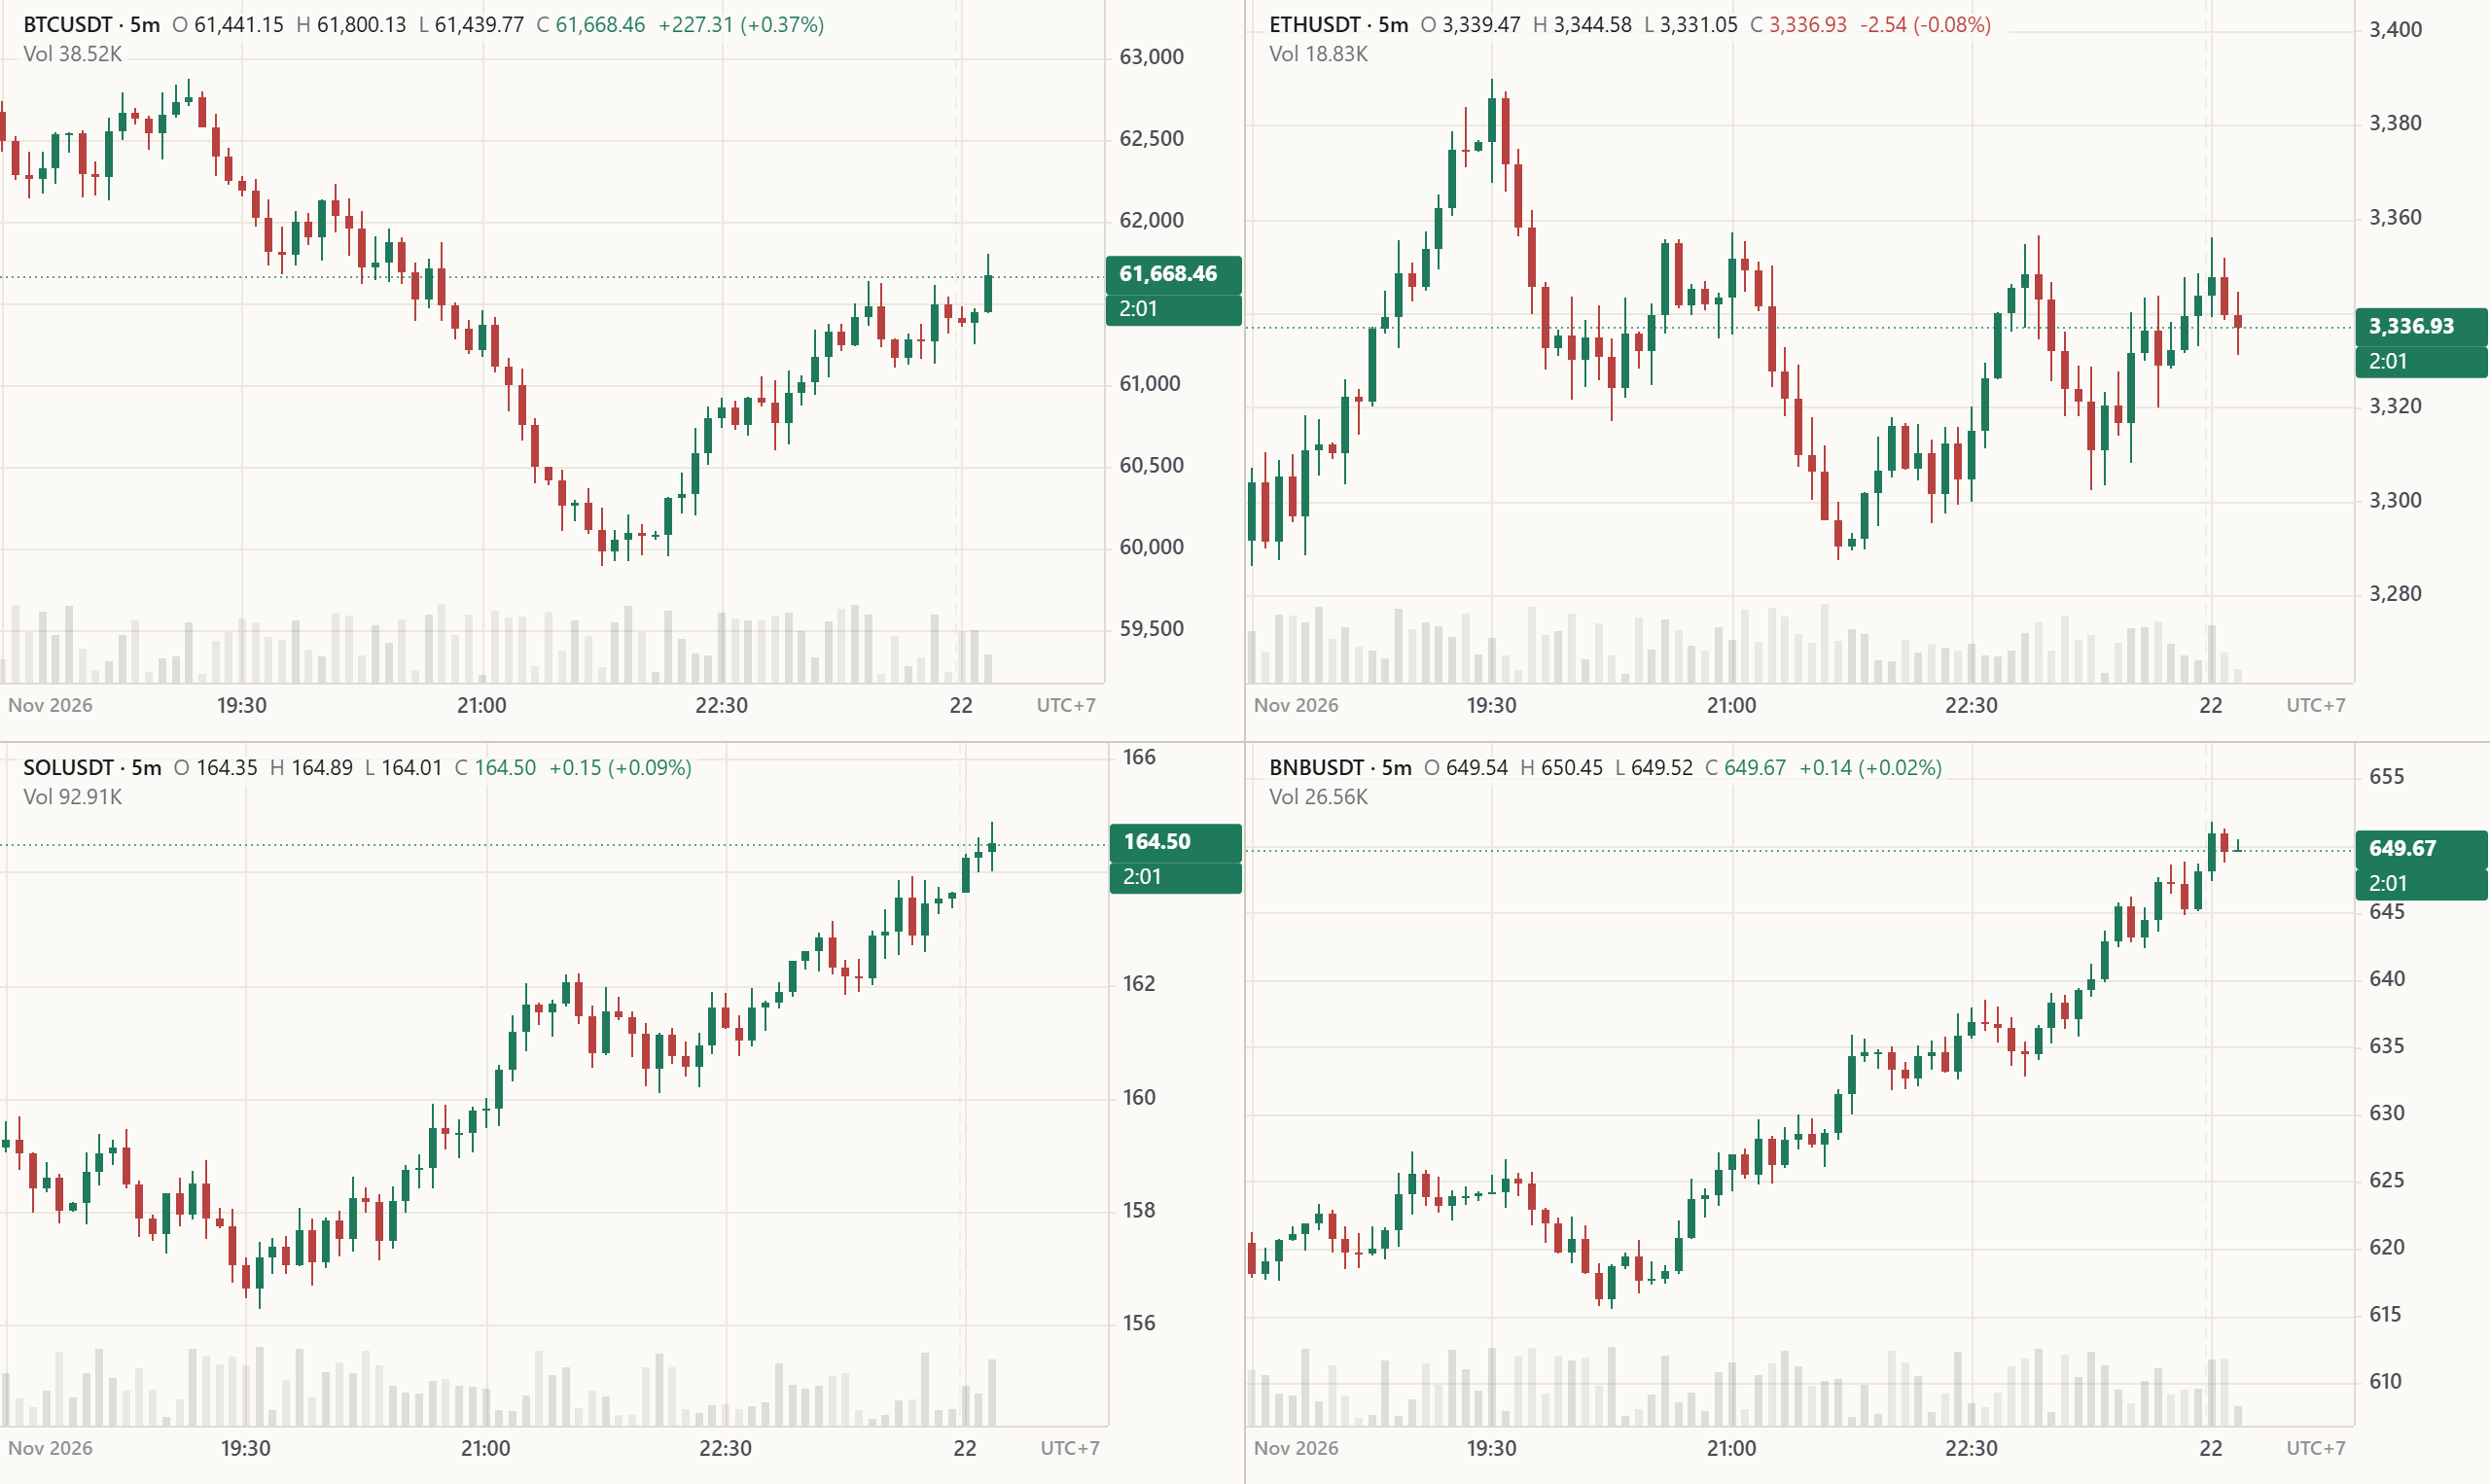 BTCUSDT · 5m O 61,441.15 H 61,800.13 L 61,439.77 C 61,668.46 +227.31 (+0.37%)
Vol 38.52K
63,000
62,500
62,000
61,668.46
2:01
61,000
60,500
60,000
59,500
Nov 2026 19:30 21:00 22:30 22 UTC+7
ETHUSDT · 5m O 3,339.47 H 3,344.58 L 3,331.05 C 3,336.93 -2.54 (-0.08%)
Vol 18.83K
3,400
3,380
3,360
3,336.93
2:01
3,320
3,300
3,280
Nov 2026 19:30 21:00 22:30 22 UTC+7
SOLUSDT · 5m O 164.35 H 164.89 L 164.01 C 164.50 +0.15 (+0.09%)
Vol 92.91K
166
164.50
2:01
162
160
158
156
Nov 2026 19:30 21:00 22:30 22 UTC+7
BNBUSDT · 5m O 649.54 H 650.45 L 649.52 C 649.67 +0.14 (+0.02%)
Vol 26.56K
655
649.67
2:01
645
640
635
630
625
620
615
610
Nov 2026 19:30 21:00 22:30 22 UTC+7